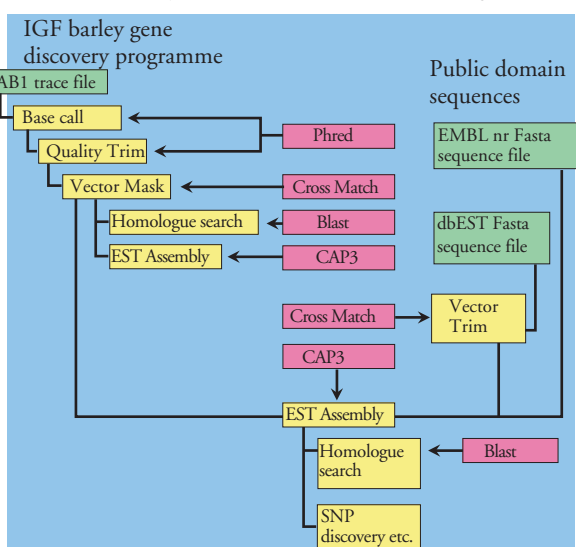 IGF barley gene
discovery programme
AB1 trace file
Base call
Quality Trim
Phred
Vector Mask
Cross Match
Homologue search
Blast
EST Assembly
CAP3
Public domain
sequences
EMBL nr Fasta
sequence file
dbEST Fasta
sequence file
Cross Match
Vector
Trim
CAP3
EST Assembly
Homologue
search
Blast
SNP
discovery etc.